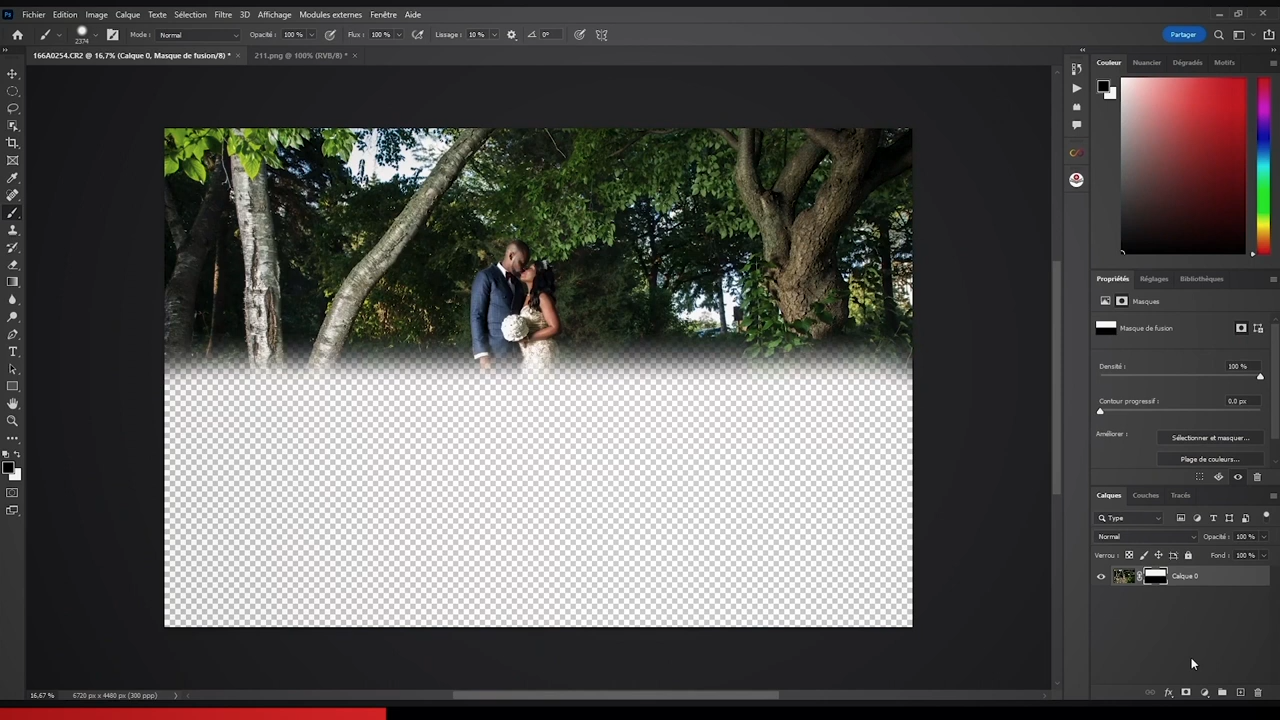 Ps Fichier Edition Image Calque Texte Sélection Filtre 3D Affichage Modules externes Fenêtre Aide
2374 Mode : Normal Opacité : 100 % Flux : 100 % Lissage : 10 % 0° Partager
166A0254.CR2 @ 16,7% (Calque 0, Masque de fusion/8) * × 211.png @ 100% (RVB/8) * ×
Couleur Nuancier Dégradés Motifs
Propriétés Réglages Bibliothèques
Masques
Masque de fusion
Densité : 100 %
Contour progressif : 0,0 px
Améliorer : Sélectionner et masquer...
Plage de couleurs...
Calques Couches Tracés
Type
Normal Opacité : 100 %
Verrou : Fond : 100 %
Calque 0
16,67 % 6720 px x 4480 px (300 ppp)